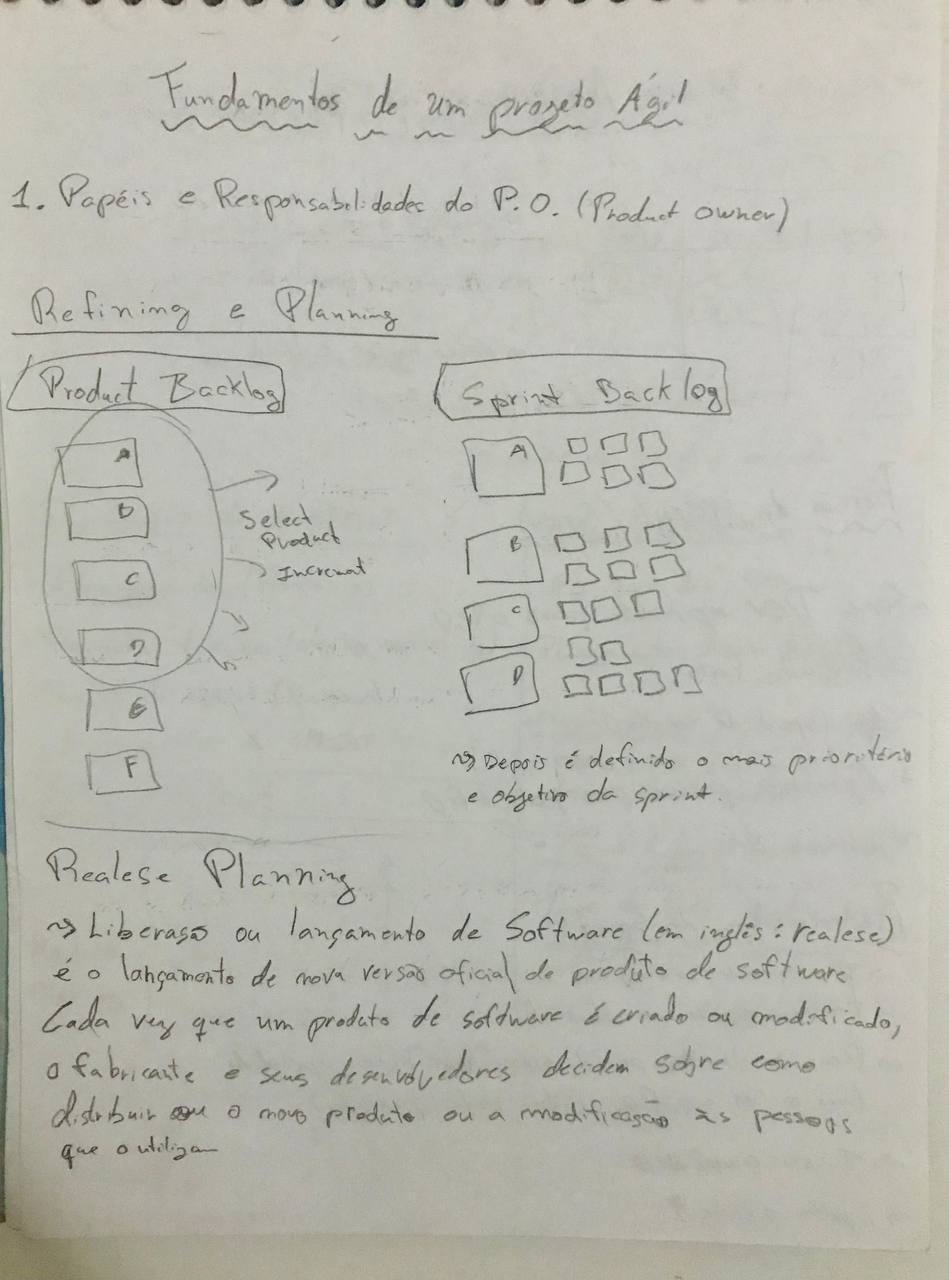 Fundamentos de um projeto Ágil
1. Papéis e Responsabilidades do P.O. (Product owner)
Refining e Planning
Product Backlog
A
B
C
D
E
F
Select
Product
Incremat
Sprint Backlog
A
B
C
D
~> Depois é definido o mais prioritário
e objetivo da sprint.
Realese Planning
~> Liberasão ou lançamento de Software (em inglês: realese)
é o lançamento de nova versão oficial de produto de software
Cada vez que um produto de software é criado ou modificado,
o fabricante e seus desenvolvedores decidem sobre como
distribuir o novo produto ou a modificação às pessoas
que o utilizam